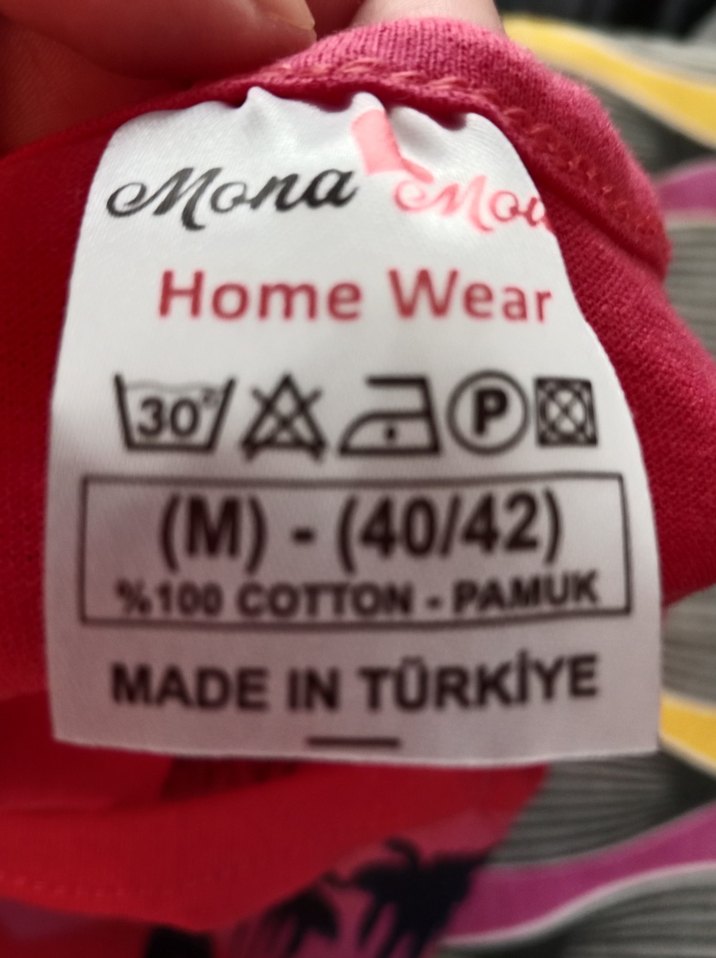 Mona
Home Wear
30°
P
(M) - (40/42)
%100 COTTON - PAMUK
MADE IN TÜRKİYE